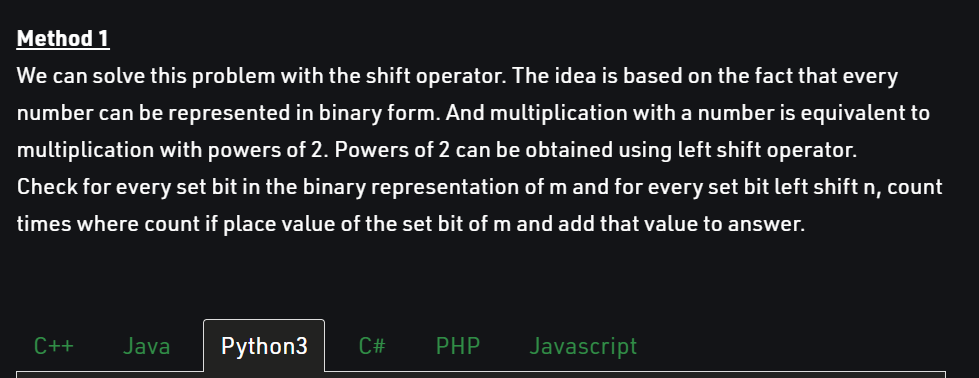 Method 1
We can solve this problem with the shift operator. The idea is based on the fact that every
number can be represented in binary form. And multiplication with a number is equivalent to
multiplication with powers of 2. Powers of 2 can be obtained using left shift operator.
Check for every set bit in the binary representation of m and for every set bit left shift n, count
times where count if place value of the set bit of m and add that value to answer.
C++ Java Python3 C# PHP Javascript